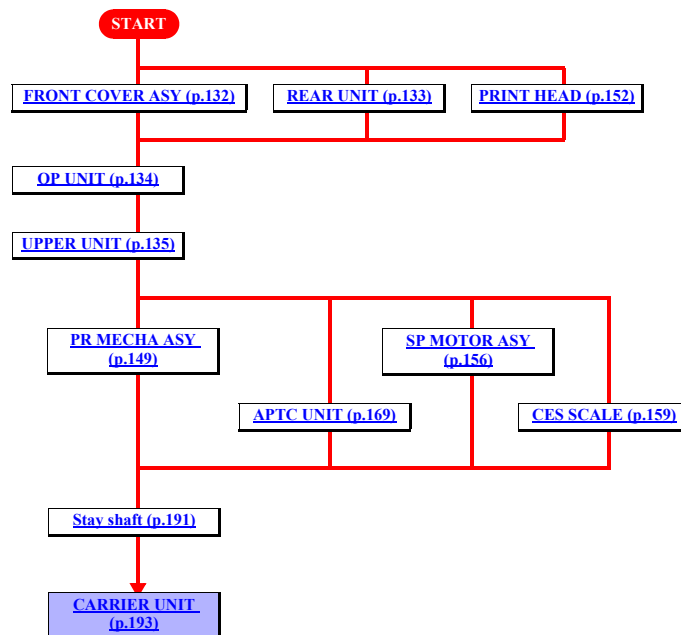 START
FRONT COVER ASY (p.132)
REAR UNIT (p.133)
PRINT HEAD (p.152)
OP UNIT (p.134)
UPPER UNIT (p.135)
PR MECHA ASY
(p.149)
SP MOTOR ASY
(p.156)
APTC UNIT (p.169)
CES SCALE (p.159)
Stay shaft (p.191)
CARRIER UNIT
(p.193)